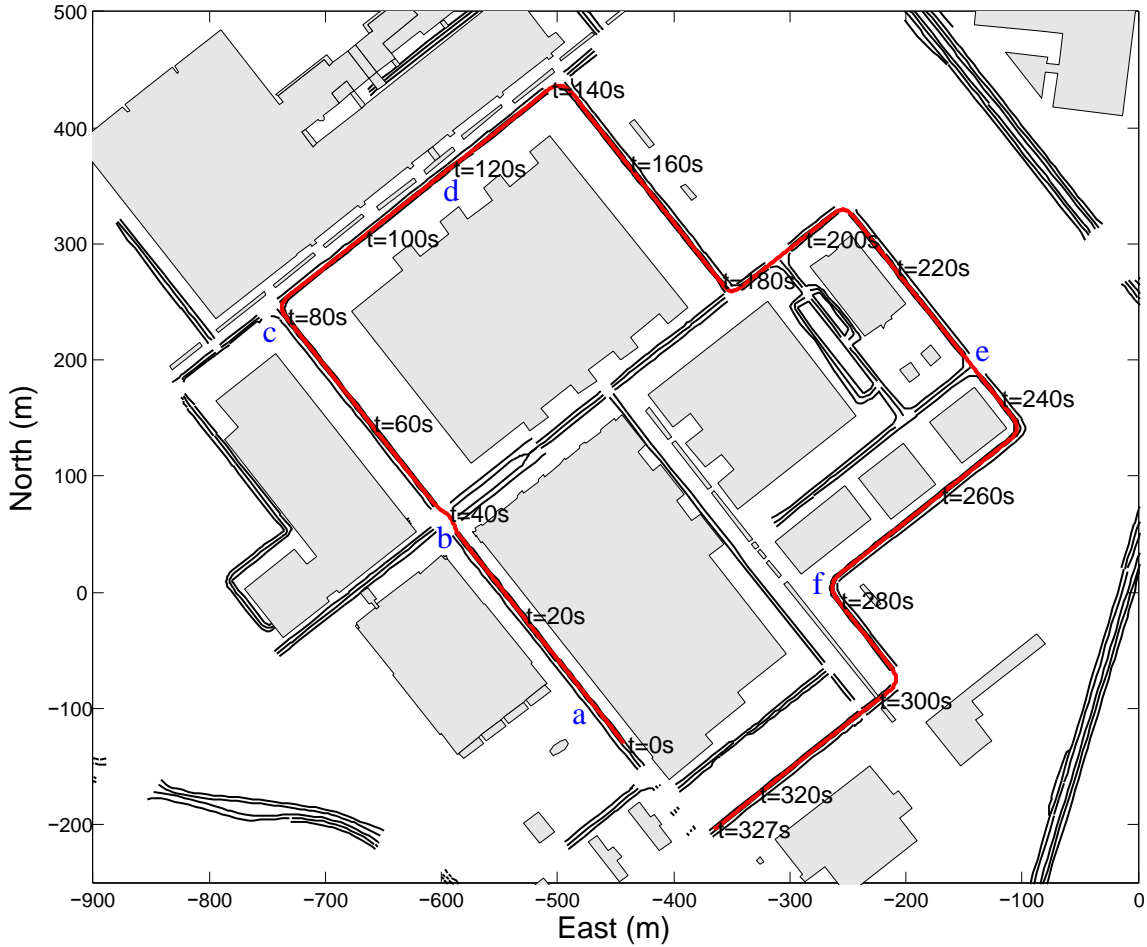 500
400
300
200
100
0
−100
−200
−900
−800
−700
−600
−500
−400
−300
−200
−100
0
North (m)
East (m)
t=140s
t=160s
t=120s
d
t=100s
t=200s
t=220s
t=180s
t=80s
c
e
t=240s
t=60s
t=260s
t=40s
b
f
t=280s
t=20s
t=300s
a
t=0s
t=320s
t=327s